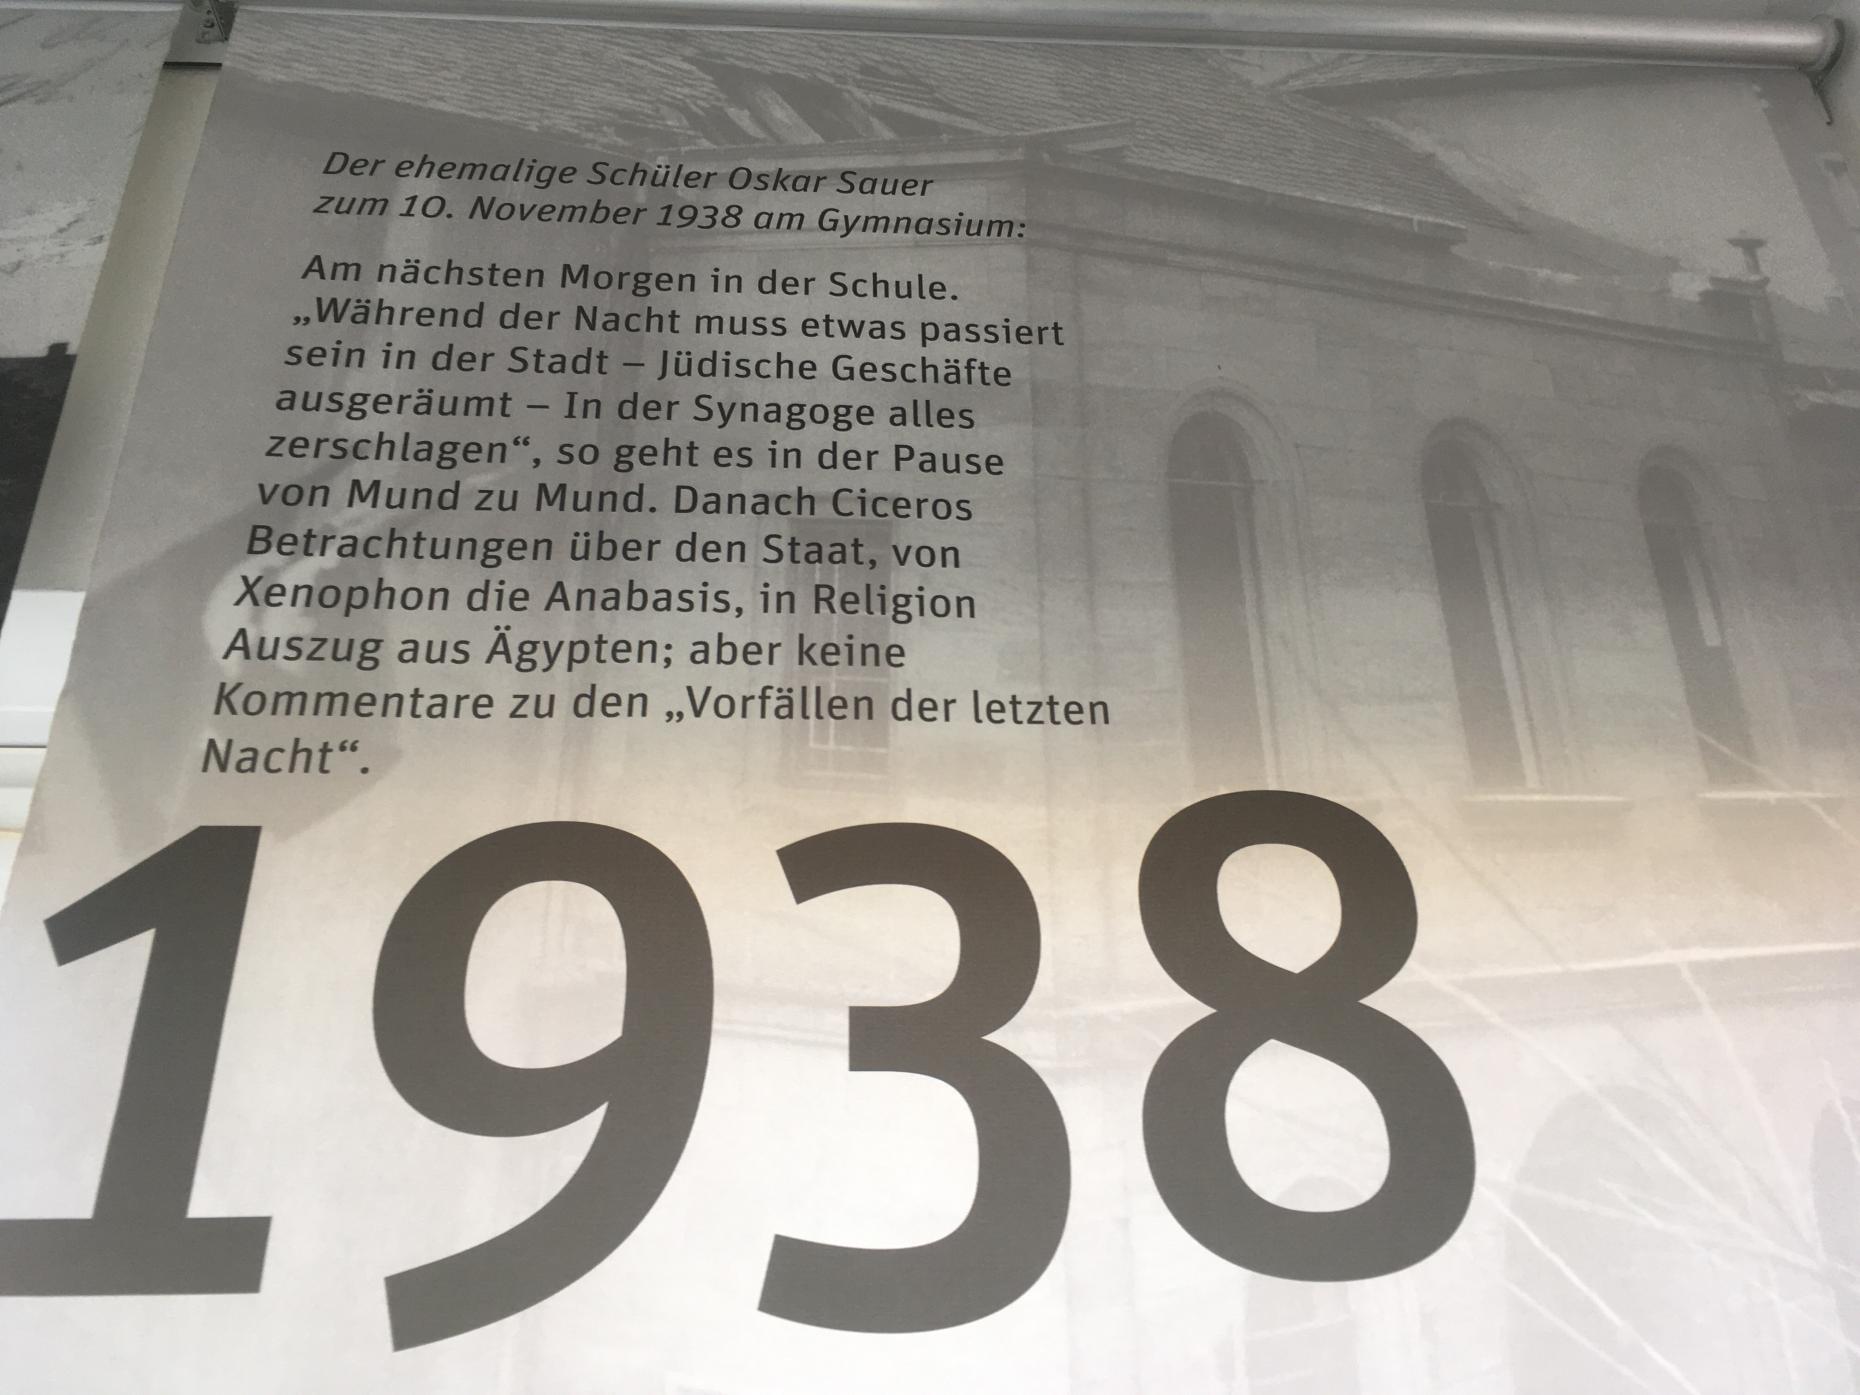 Der ehemalige Schüler Oskar Sauer
zum 10. November 1938 am Gymnasium:
Am nächsten Morgen in der Schule.
„Während der Nacht muss etwas passiert
sein in der Stadt – Jüdische Geschäfte
ausgeräumt – In der Synagoge alles
zerschlagen“, so geht es in der Pause
von Mund zu Mund. Danach Ciceros
Betrachtungen über den Staat, von
Xenophon die Anabasis, in Religion
Auszug aus Ägypten; aber keine
Kommentare zu den „Vorfällen der letzten
Nacht“.
1938